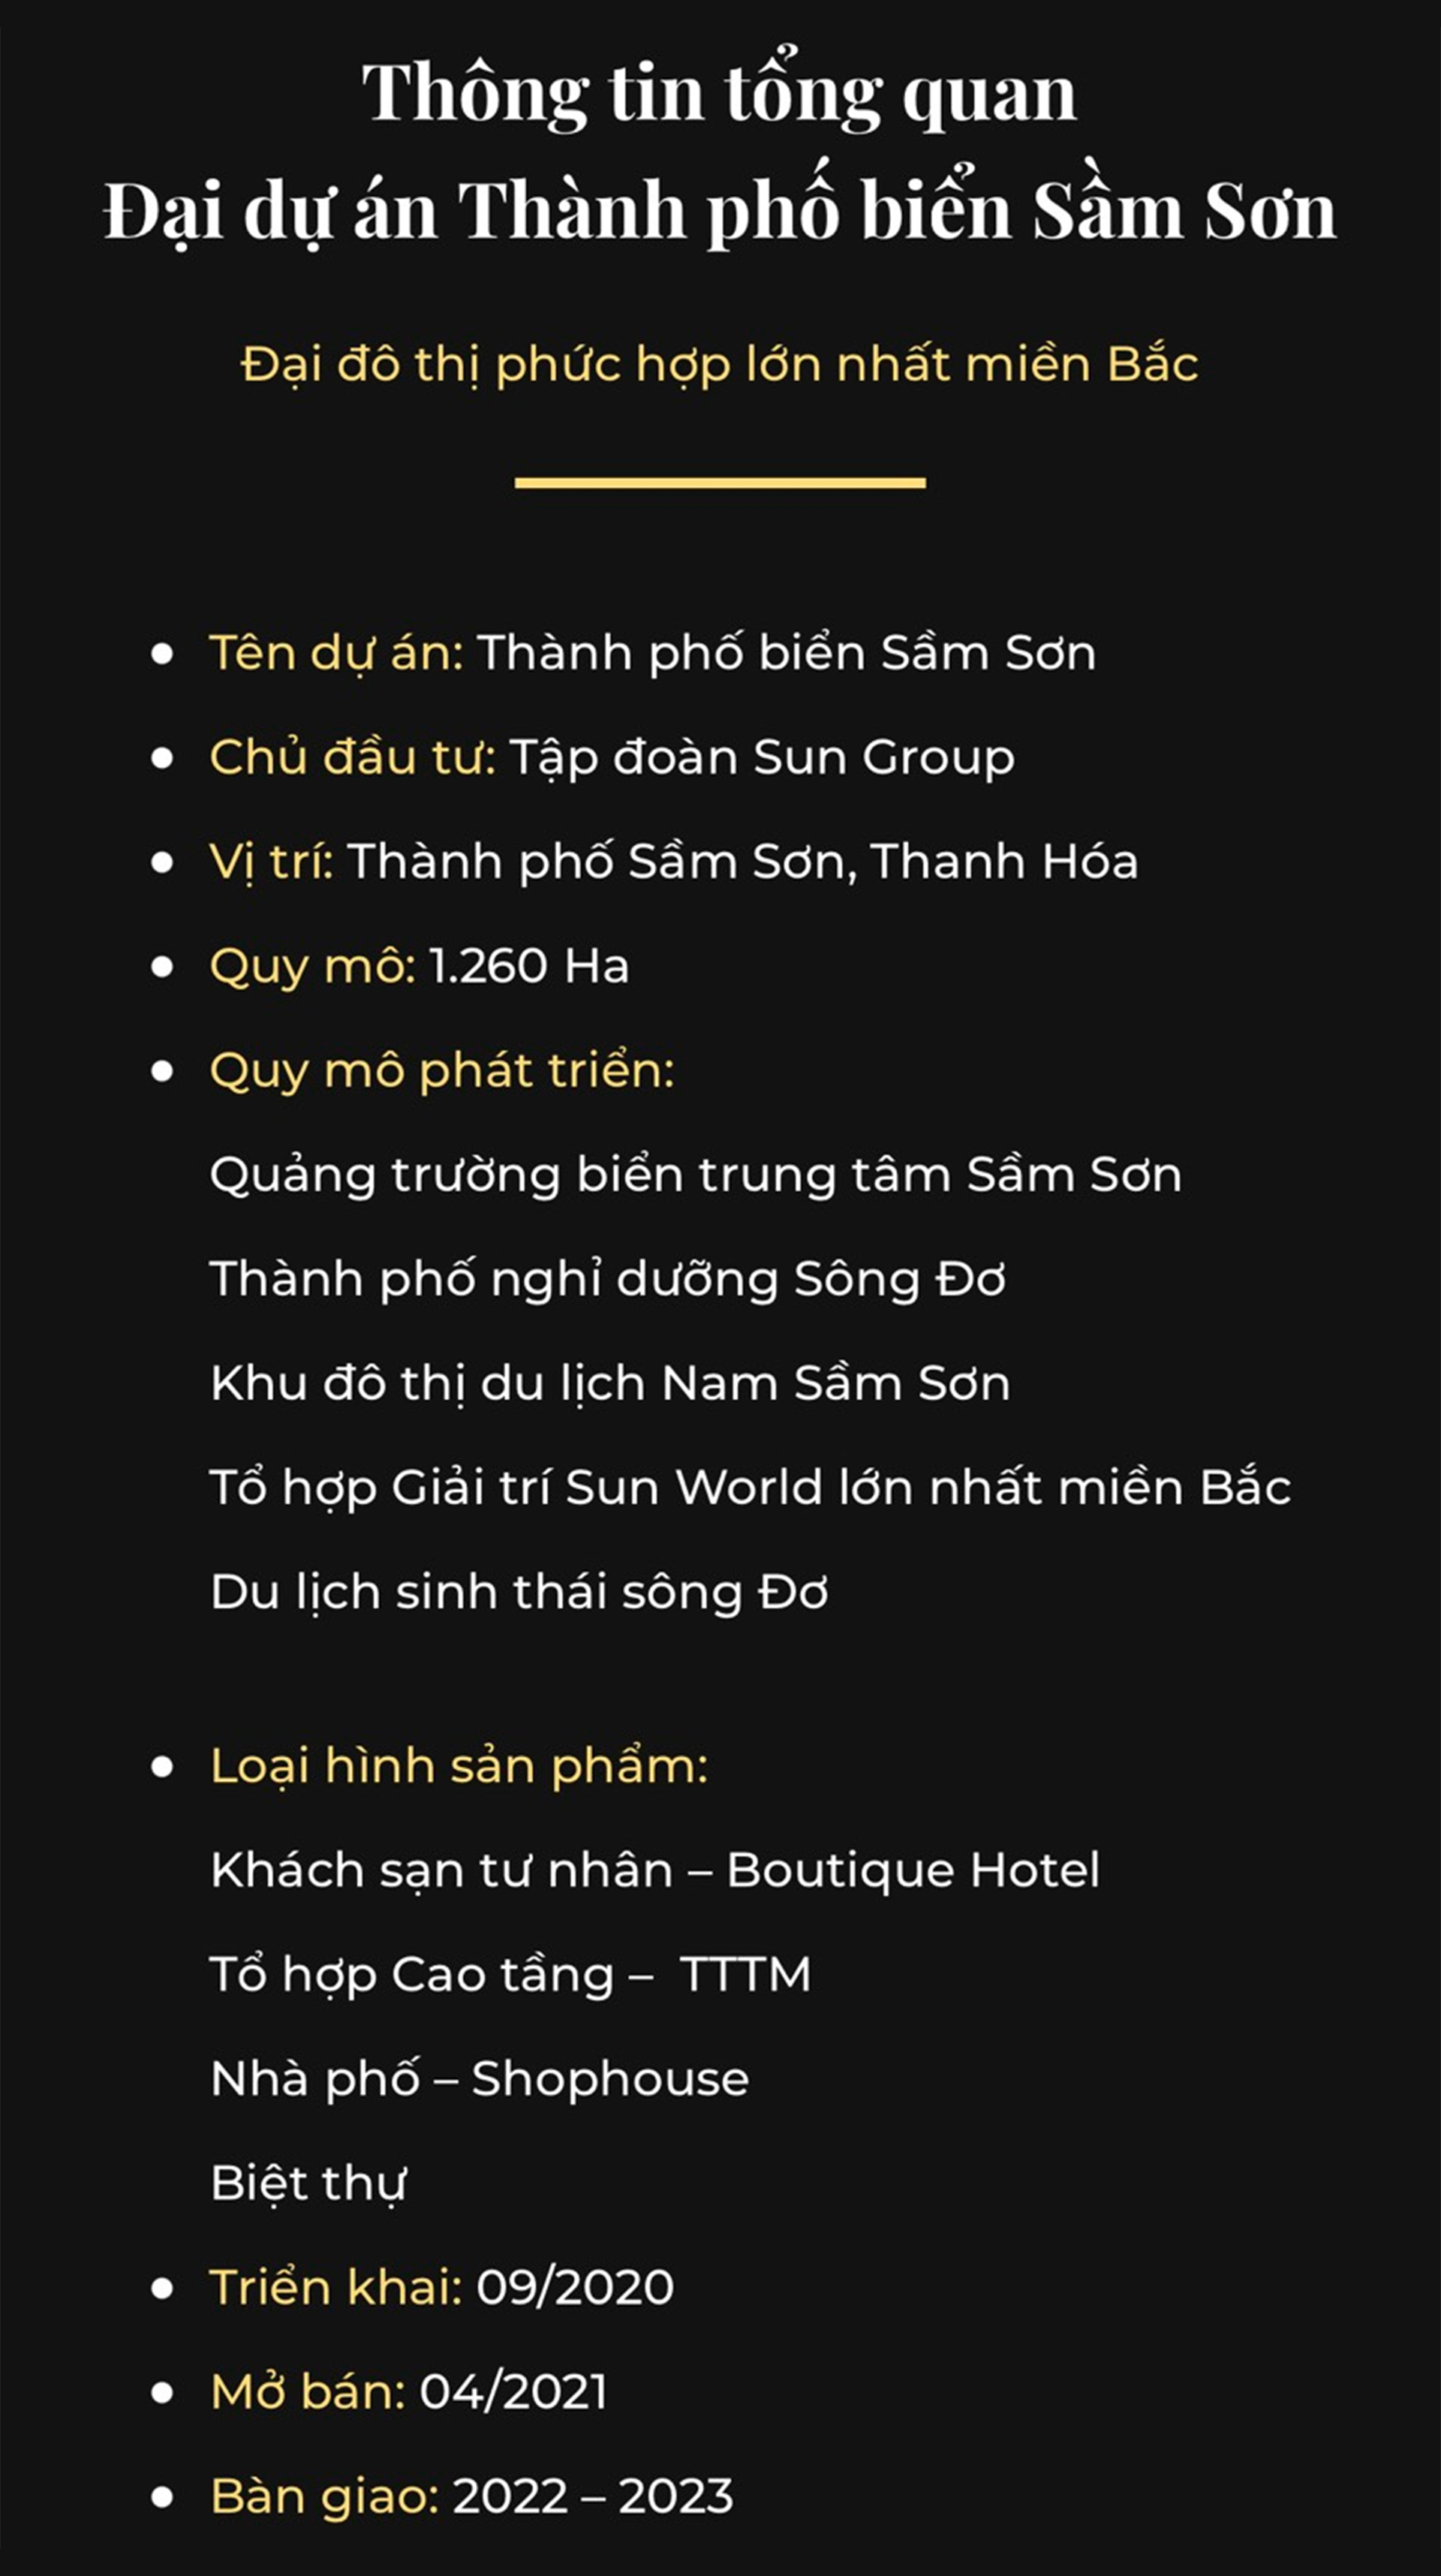 Thông tin tổng quan
Đại dự án Thành phố biển Sầm Sơn
Đại đô thị phức hợp lớn nhất miền Bắc
● Tên dự án: Thành phố biển Sầm Sơn
● Chủ đầu tư: Tập đoàn Sun Group
● Vị trí: Thành phố Sầm Sơn, Thanh Hóa
● Quy mô: 1.260 Ha
● Quy mô phát triển:
Quảng trường biển trung tâm Sầm Sơn
Thành phố nghỉ dưỡng Sông Đơ
Khu đô thị du lịch Nam Sầm Sơn
Tổ hợp Giải trí Sun World lớn nhất miền Bắc
Du lịch sinh thái sông Đơ
● Loại hình sản phẩm:
Khách sạn tư nhân – Boutique Hotel
Tổ hợp Cao tầng – TTTM
Nhà phố – Shophouse
Biệt thự
● Triển khai: 09/2020
● Mở bán: 04/2021
● Bàn giao: 2022 – 2023